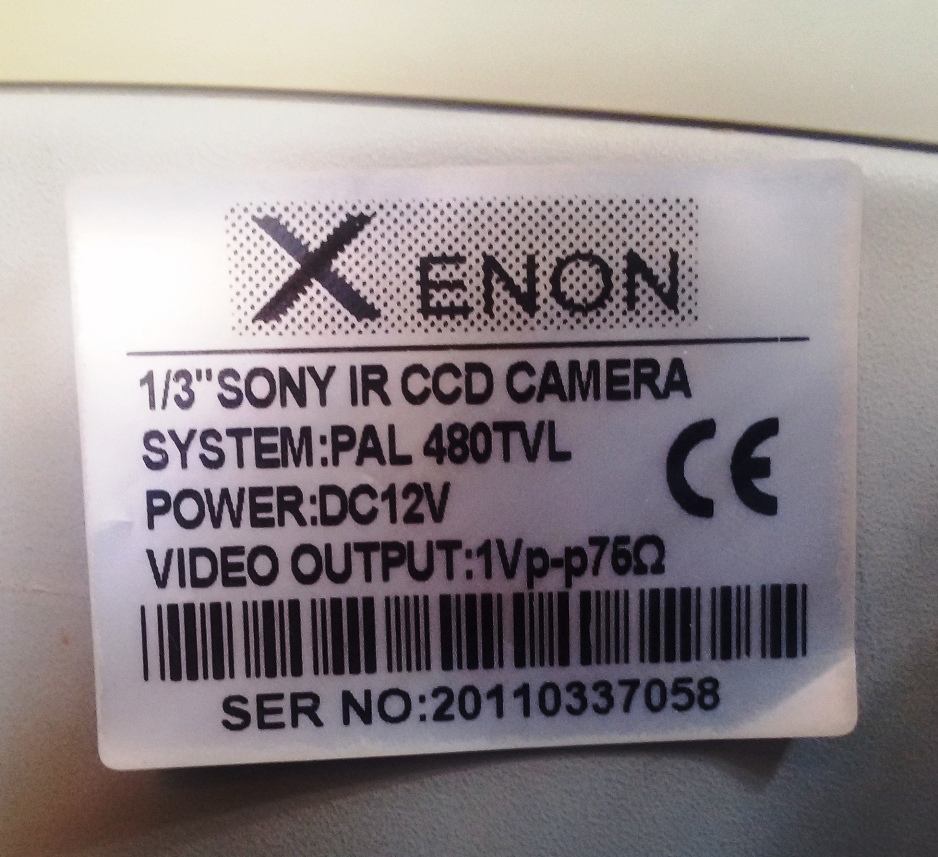 XENON
1/3"SONY IR CCD CAMERA
SYSTEM:PAL 480TVL
POWER:DC12V
VIDEO OUTPUT:1Vp-p75Ω
CE
SER NO:20110337058